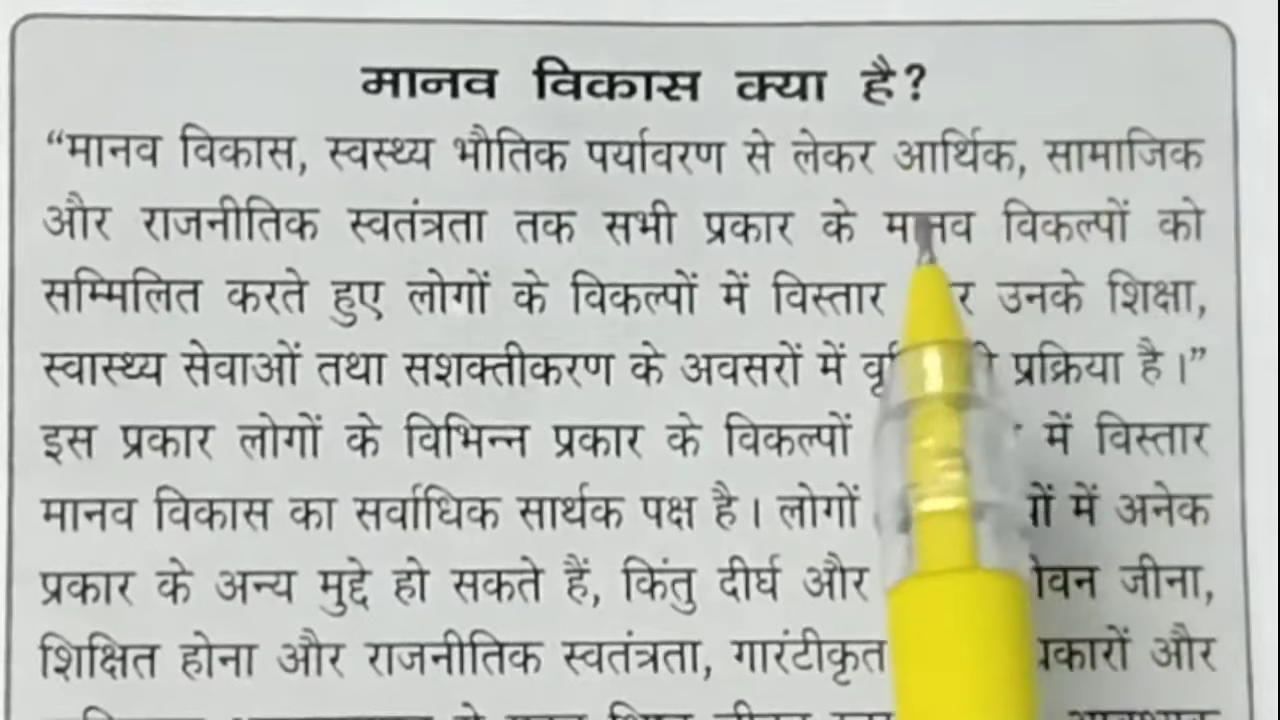 मानव विकास क्या है?
“मानव विकास, स्वस्थ्य भौतिक पर्यावरण से लेकर आर्थिक, सामाजिक
और राजनीतिक स्वतंत्रता तक सभी प्रकार के मानव विकल्पों को
सम्मिलित करते हुए लोगों के विकल्पों में विस्तार उनके शिक्षा,
स्वास्थ्य सेवाओं तथा सशक्तीकरण के अवसरों में प्रक्रिया है।”
इस प्रकार लोगों के विभिन्न प्रकार के विकल्पों में विस्तार
मानव विकास का सर्वाधिक सार्थक पक्ष है। लोगों में अनेक
प्रकार के अन्य मुद्दे हो सकते हैं, किंतु दीर्घ और जीना,
शिक्षित होना और राजनीतिक स्वतंत्रता, गारंटीकृत और